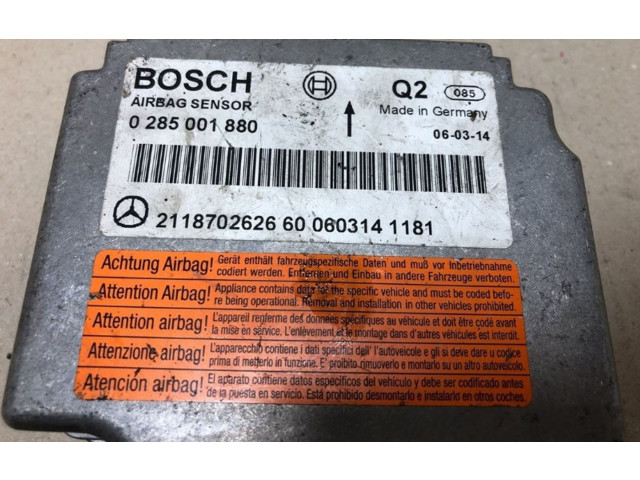 BOSCH
Q2 085
AIRBAG SENSOR
Made in Germany
0 285 001 880
06-03-14
2118702626 60 060314 1181
Achtung Airbag! Gerät enthält fahrzeugspezifische Daten und muß vor Inbetriebnahme
codiert werden. Entfernen und Einbau in andere Fahrzeuge verboten.
Attention Airbag! Appliance contains data for the specific vehicle and must be coded befo-
re being operational. Removal and installation in other vehicles prohibited.
Attention airbag! L'appareil renferme des données spécifiques au véhicule et doit être codé avant
la mise en service. L'enlèvement et le montage dans d'autres véhicules est interdit.
Attenzione airbag! L'apparecchio contiene i dati specifici dell' autoveicolo e gli si deve dare u codice
prima di metterlo in funzione. E' proibito rimuoverlo e montarlo su un altro autoveicolo.
Atención airbag! El aparato contiene datos específicos del vehículo y debe ser codificado antes
de la puesta en servicio. Está prohibido desmontarlo e instalarlo en otros coches.